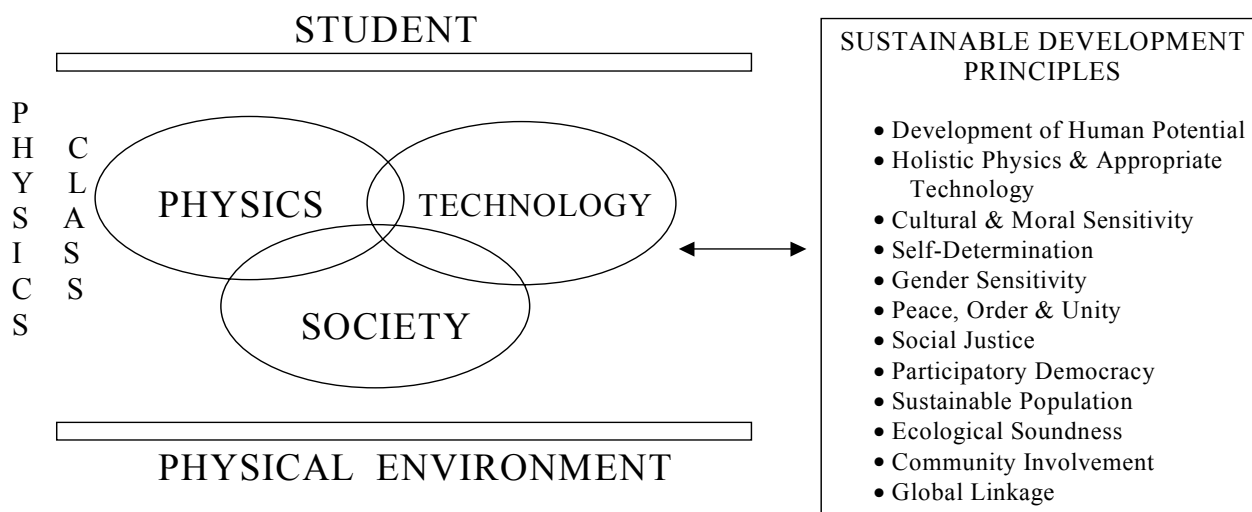 STUDENT
PHYSICS
CLASS
PHYSICS
TECHNOLOGY
SOCIETY
PHYSICAL ENVIRONMENT
SUSTAINABLE DEVELOPMENT
PRINCIPLES
• Development of Human Potential
• Holistic Physics & Appropriate
Technology
• Cultural & Moral Sensitivity
• Self-Determination
• Gender Sensitivity
• Peace, Order & Unity
• Social Justice
• Participatory Democracy
• Sustainable Population
• Ecological Soundness
• Community Involvement
• Global Linkage